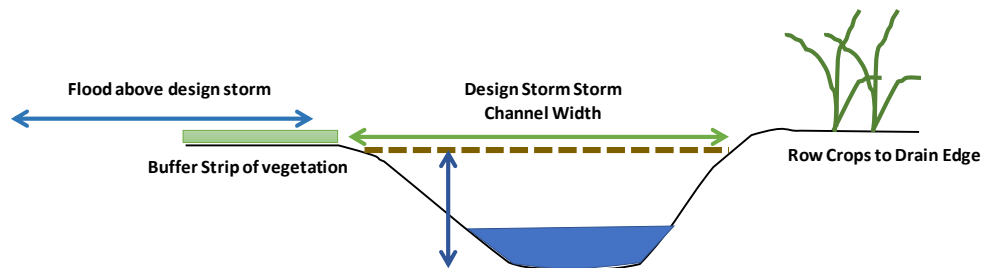 Flood above design storm
Design Storm Storm
Channel Width
Buffer Strip of vegetation
Row Crops to Drain Edge